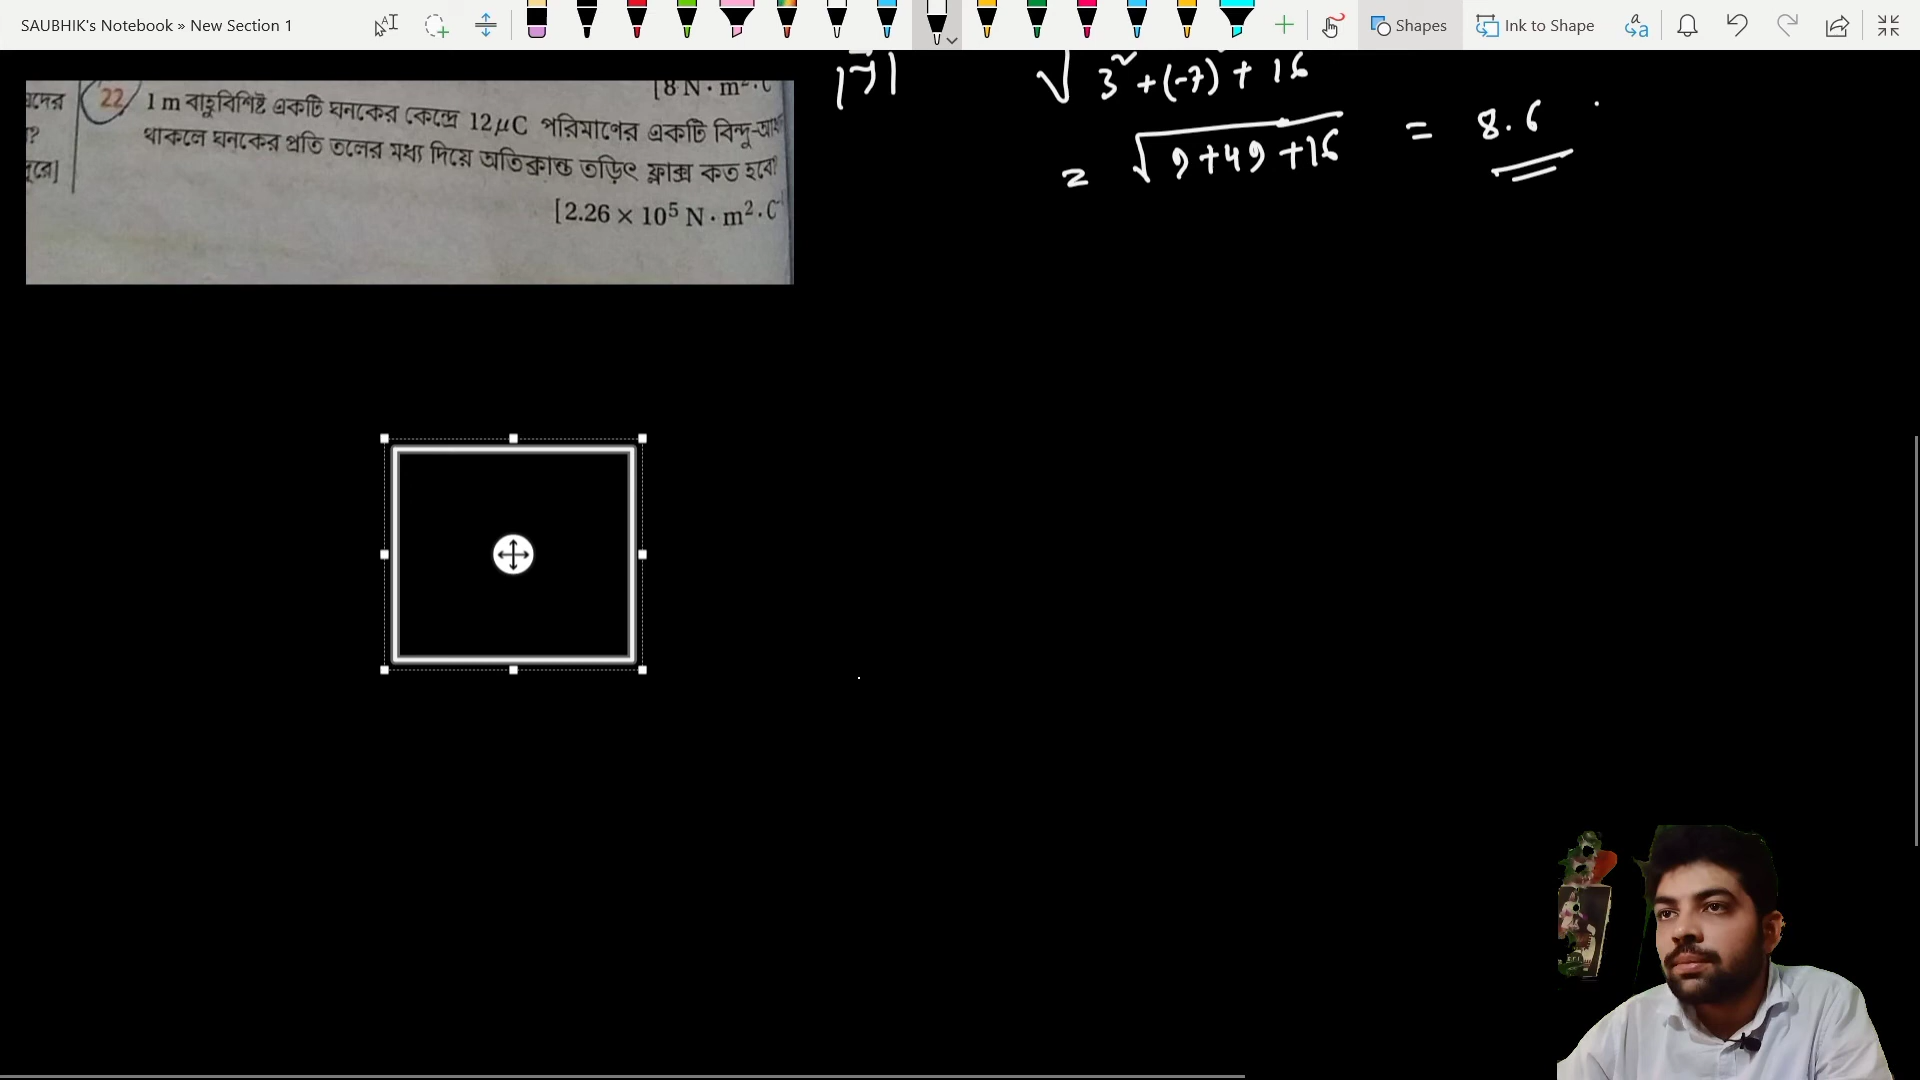 SAUBHIK's Notebook » New Section 1
Shapes
Ink to Shape
[8 N · m² · C
22
1 m বাহুবিশিষ্ট একটি ঘনকের কেন্দ্রে 12μC পরিমাণের একটি বিন্দু-আধ
থাকলে ঘনকের প্রতি তলের মধ্য দিয়ে অতিক্রান্ত তড়িৎ ফ্লাক্স কত হবে?
[2.26 × 10⁵ N · m² · C⁻
?
√ 3² + (-7)² + 16
= √9+49+16 = 8.6